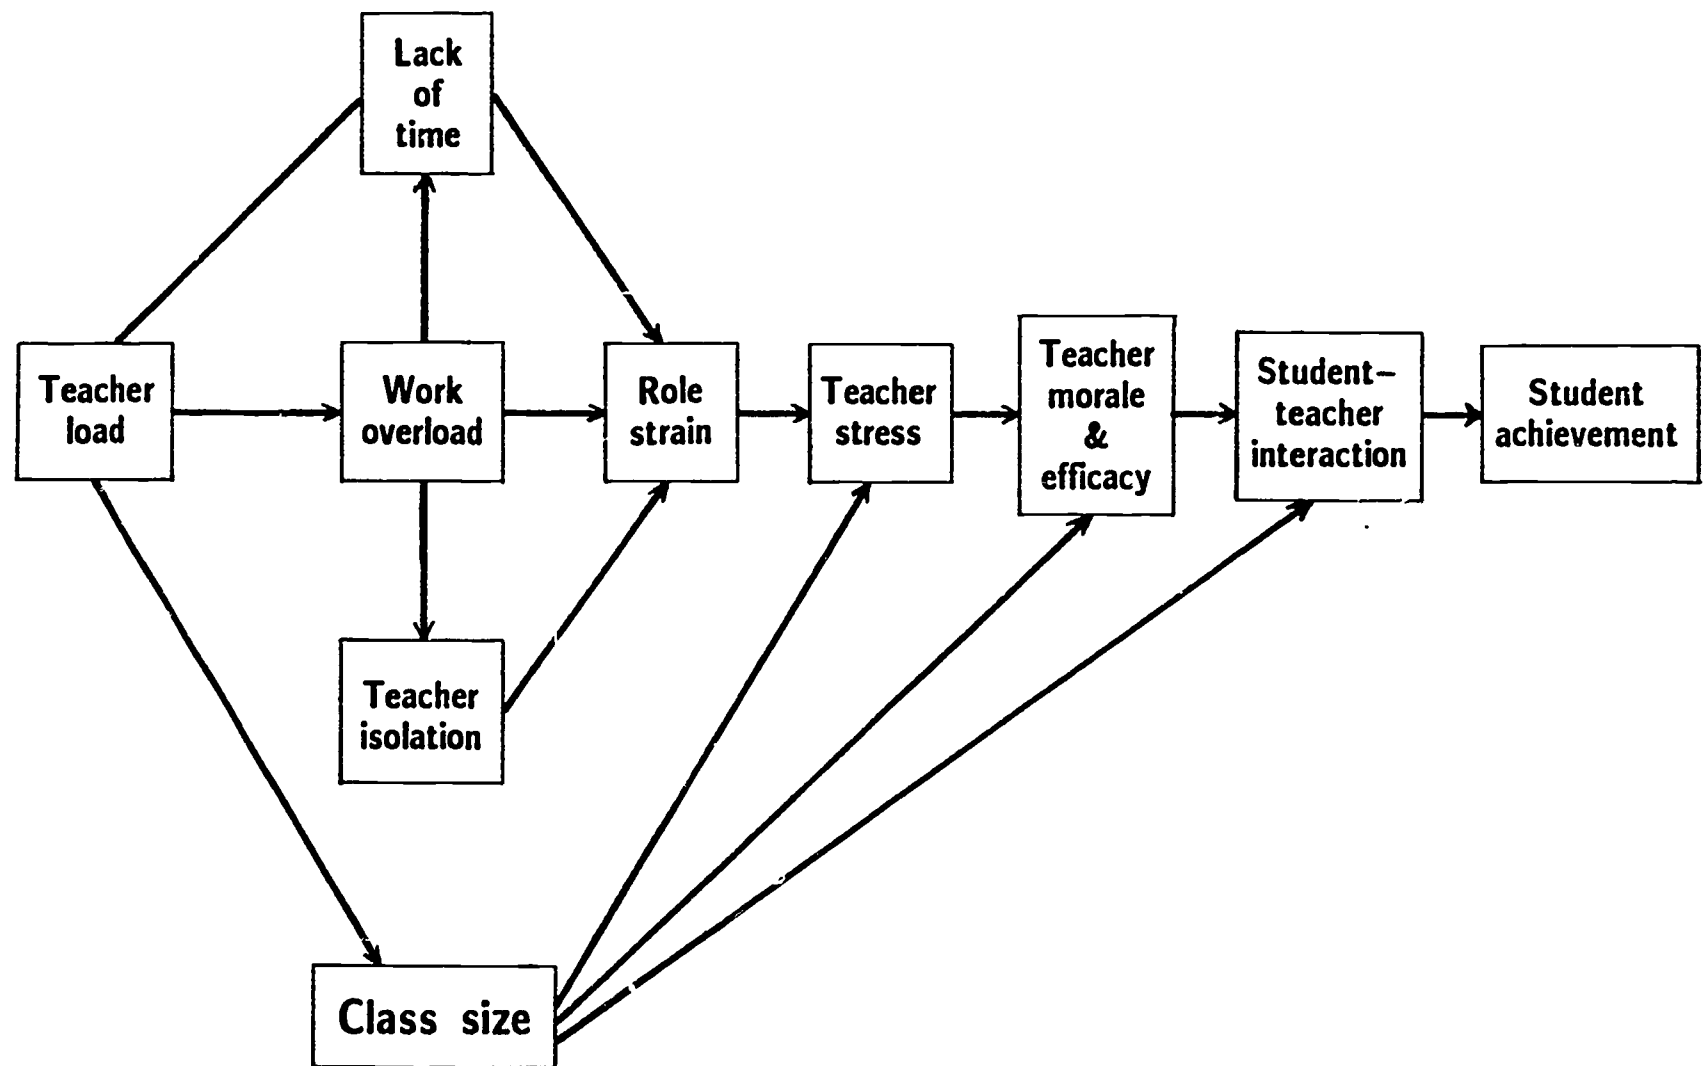 Lack
of
time
Teacher
load
Work
overload
Role
strain
Teacher
stress
Teacher
morale
&
efficacy
Student–
teacher
interaction
Student
achievement
Teacher
isolation
Class size